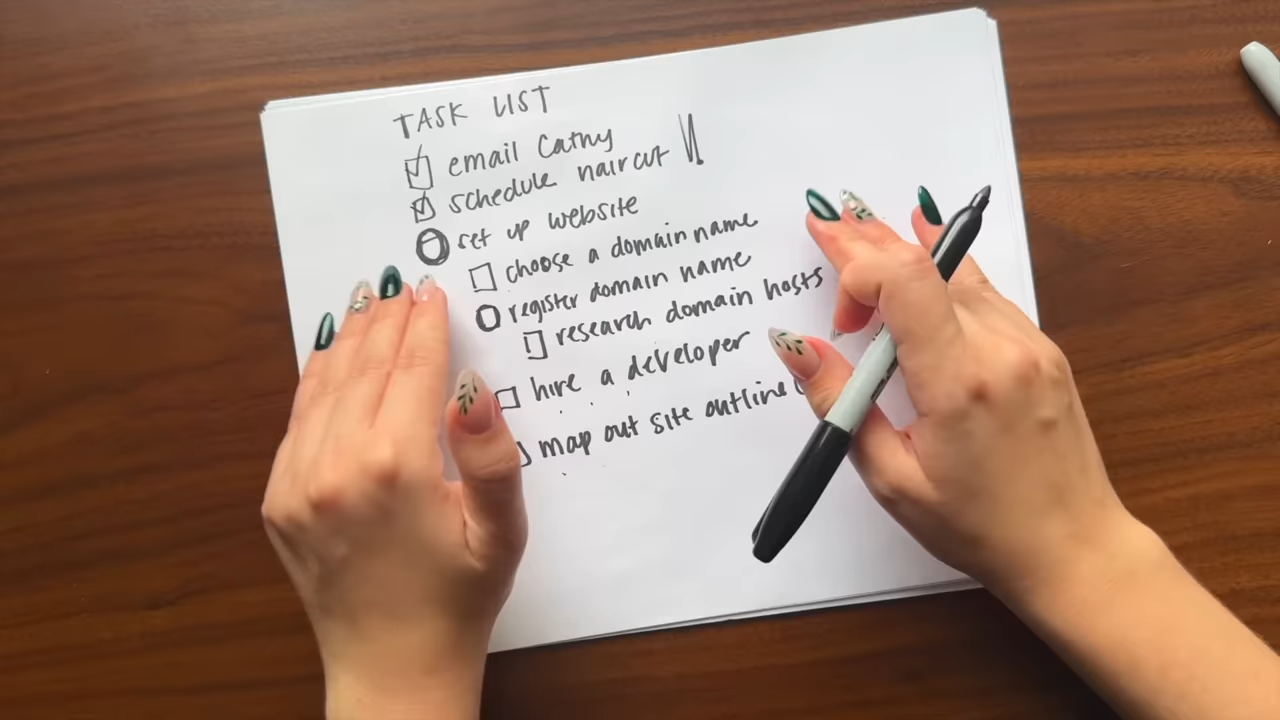 TASK LIST
email Cathy
schedule haircut
set up website
choose a domain name
register domain name
research domain hosts
hire a developer
map out site outline